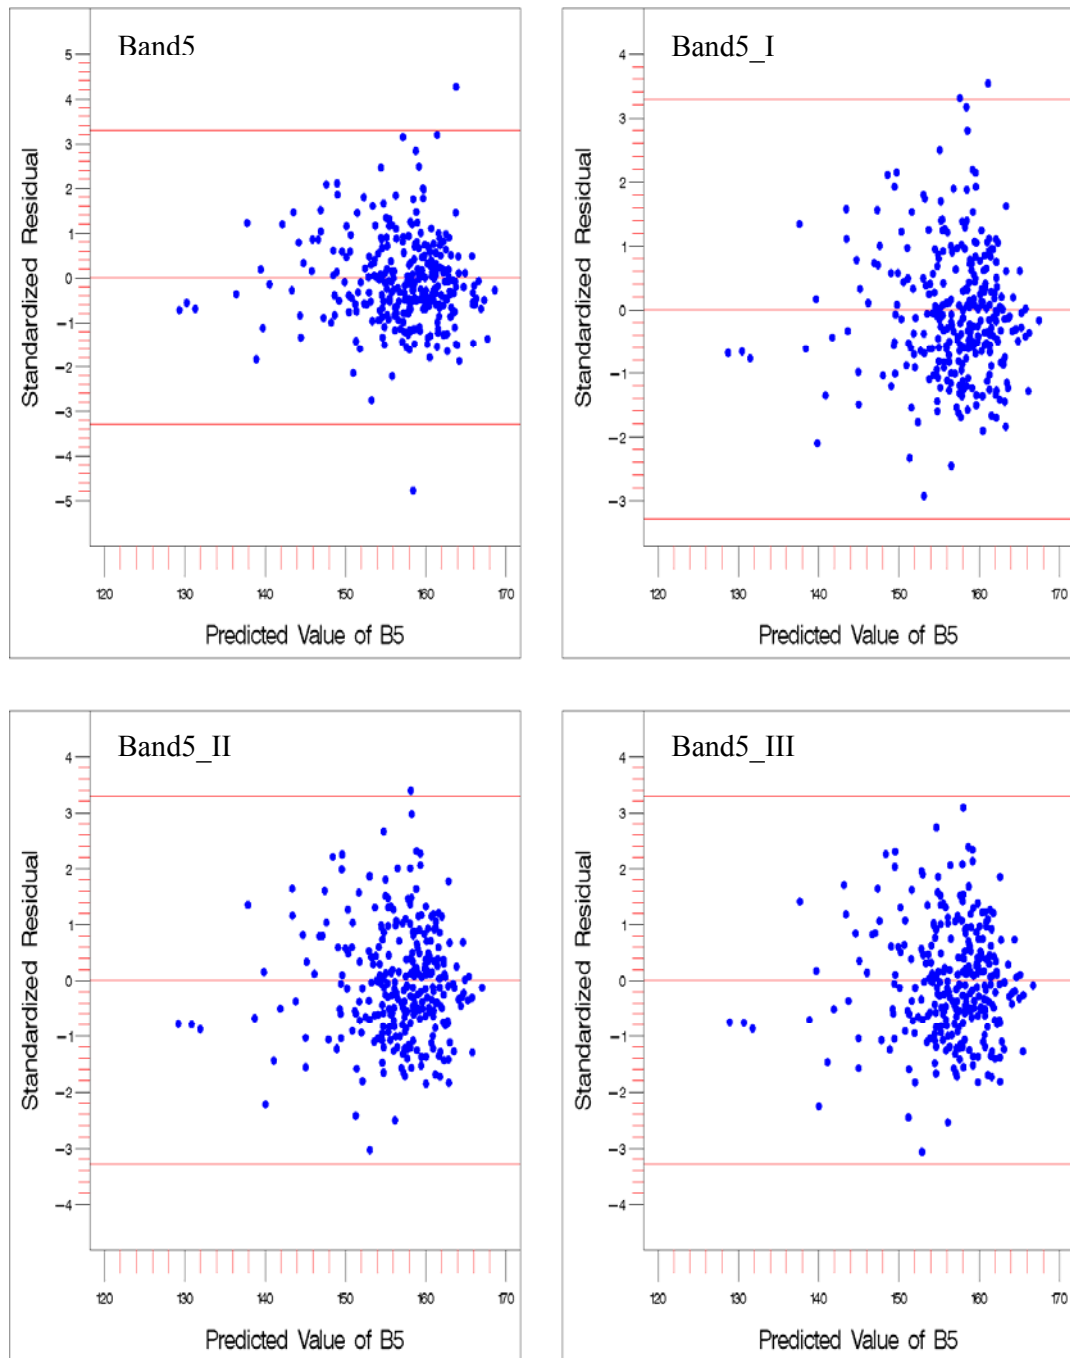 Band5
5
4
3
2
1
0
−1
−2
−3
−4
−5
Standardized Residual
120 130 140 150 160 170
Predicted Value of B5
Band5_I
4
3
2
1
0
−1
−2
−3
Standardized Residual
120 130 140 150 160 170
Predicted Value of B5
Band5_II
4
3
2
1
0
−1
−2
−3
−4
Standardized Residual
120 130 140 150 160 170
Predicted Value of B5
Band5_III
4
3
2
1
0
−1
−2
−3
−4
Standardized Residual
120 130 140 150 160 170
Predicted Value of B5